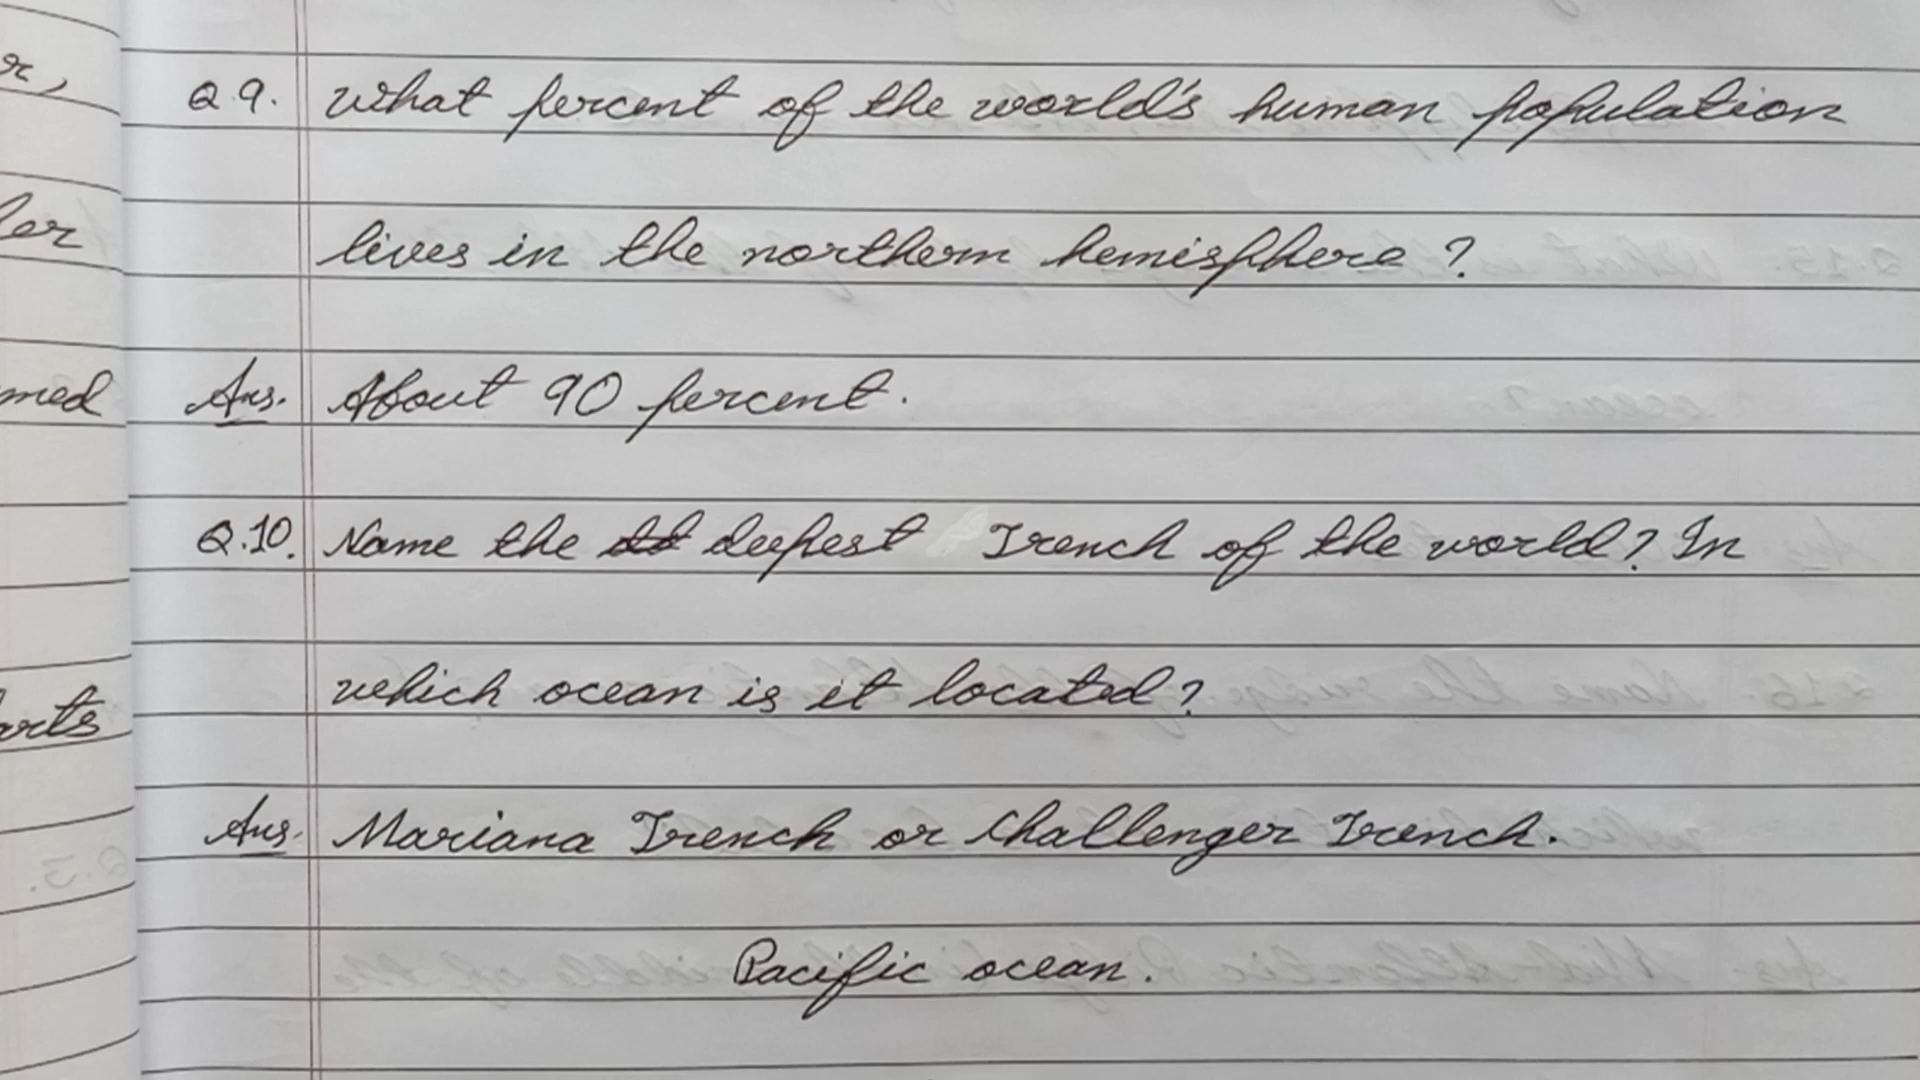 Q.9. What percent of the world's human population
lives in the northern hemisphere?
Ans. About 90 percent.
Q.10. Name the deepest Trench of the world? In
which ocean is it located?
Ans. Mariana Trench or Challenger Trench.
Pacific ocean.